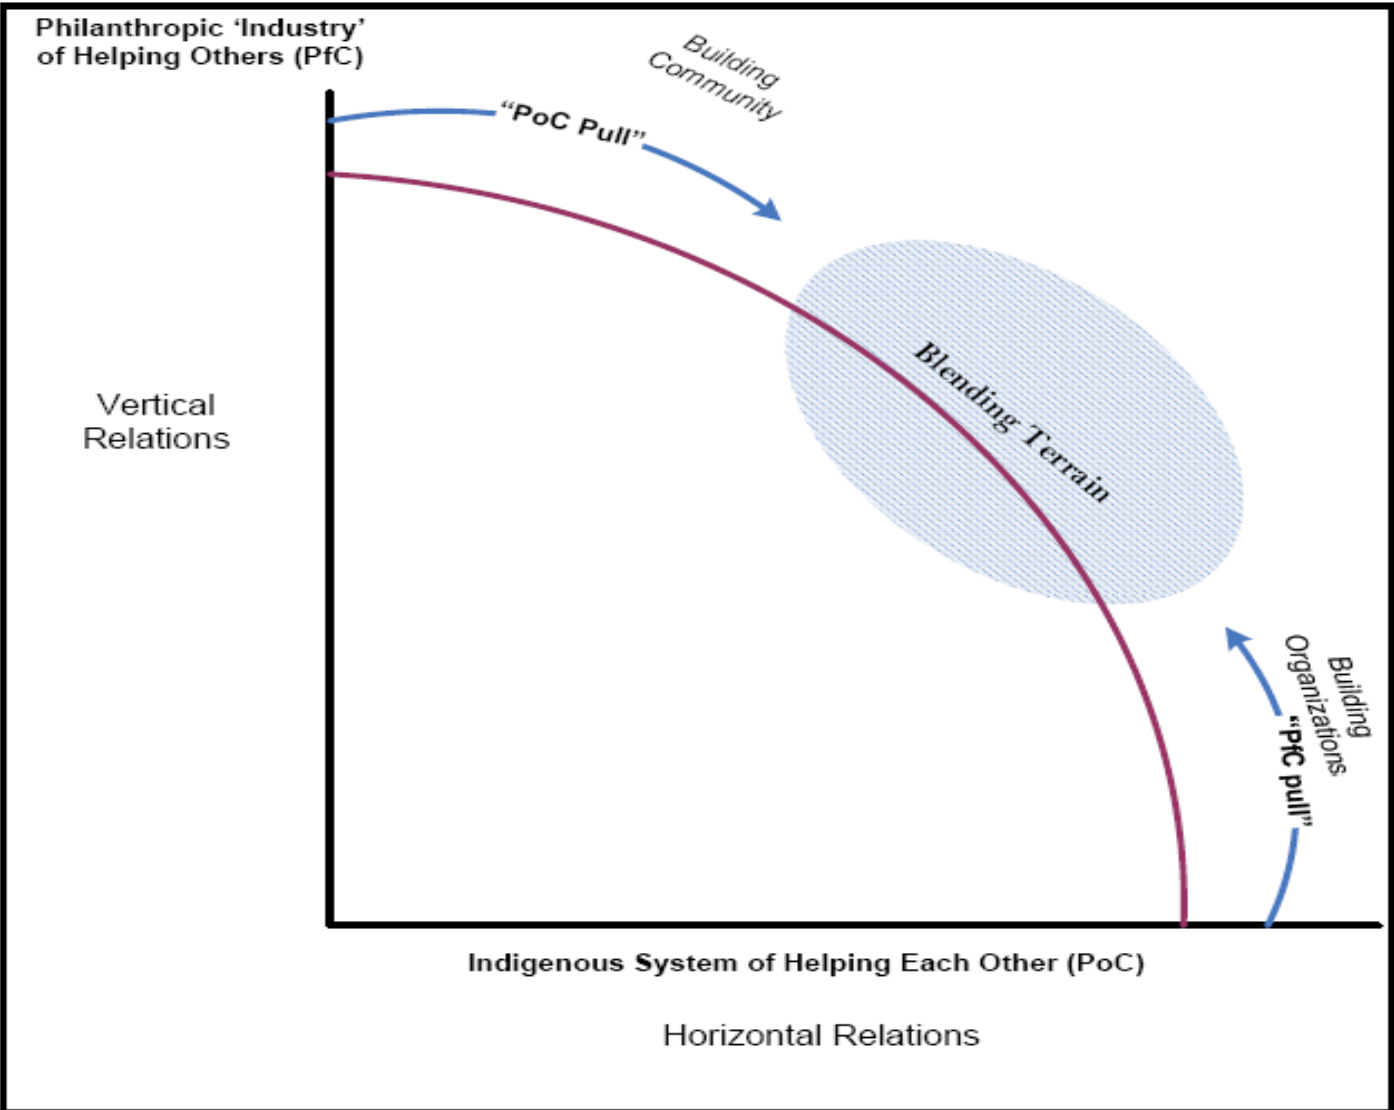 Philanthropic ‘Industry’
of Helping Others (PfC)
Building
Community
“PoC Pull”
Blending Terrain
Vertical
Relations
Building
Organizations
“PfC pull”
Indigenous System of Helping Each Other (PoC)
Horizontal Relations